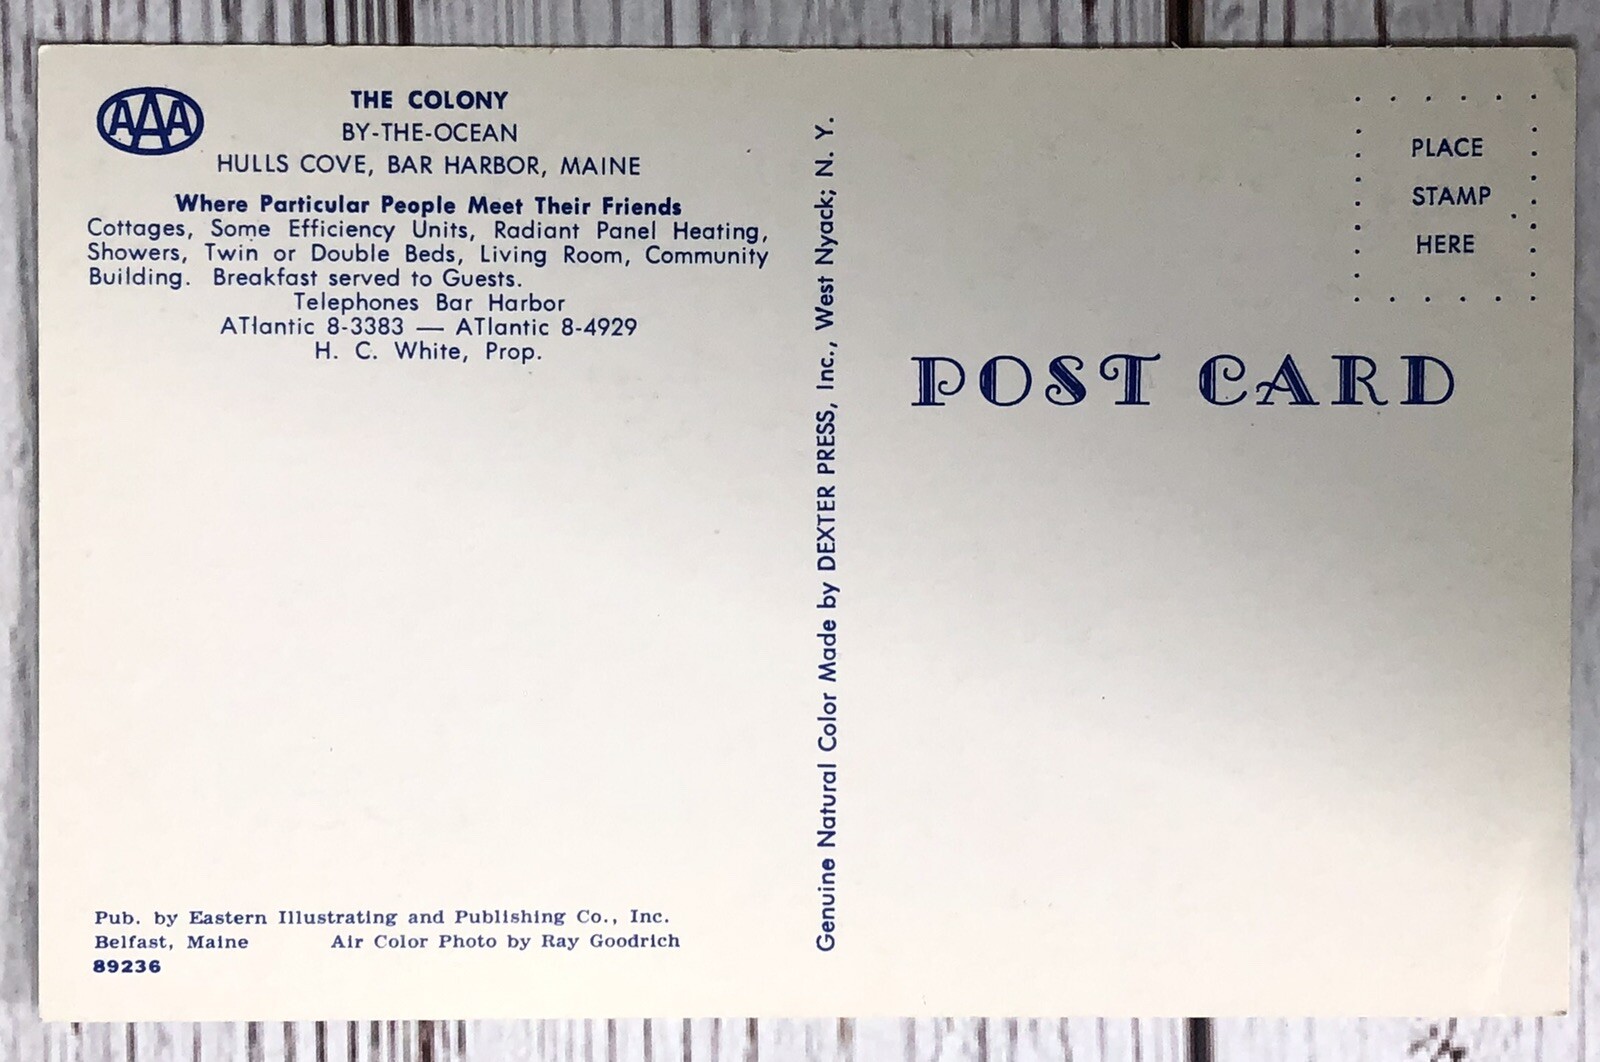 AAA
THE COLONY
BY-THE-OCEAN
HULLS COVE, BAR HARBOR, MAINE
Where Particular People Meet Their Friends
Cottages, Some Efficiency Units, Radiant Panel Heating,
Showers, Twin or Double Beds, Living Room, Community
Building. Breakfast served to Guests.
Telephones Bar Harbor
ATlantic 8-3383 — ATlantic 8-4929
H. C. White, Prop.
Pub. by Eastern Illustrating and Publishing Co., Inc.
Belfast, Maine Air Color Photo by Ray Goodrich
89236
Genuine Natural Color Made by DEXTER PRESS, Inc., West Nyack; N. Y.
PLACE
STAMP
HERE
POST CARD